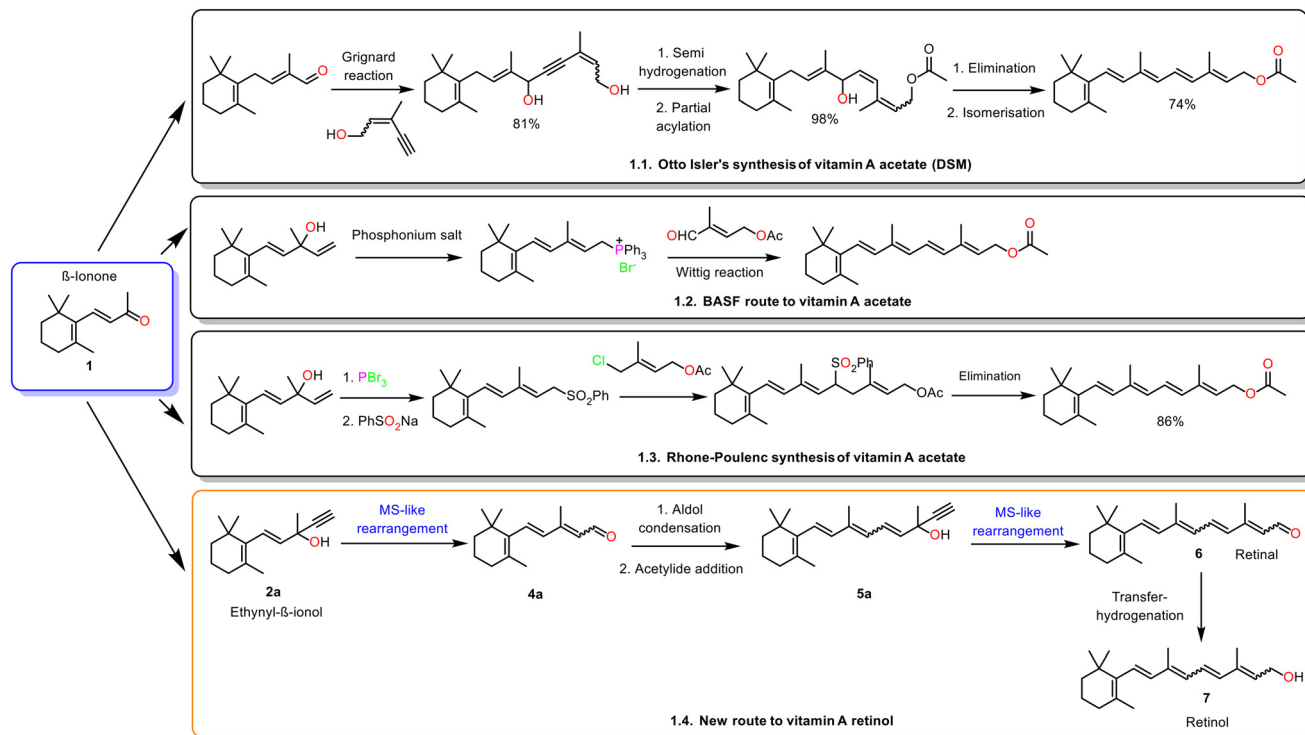 O
Grignard
reaction
HO
OH
OH
81%
1. Semi
hydrogenation
2. Partial
acylation
OH
O
O
98%
1. Elimination
2. Isomerisation
O
O
74%
1.1. Otto Isler's synthesis of vitamin A acetate (DSM)
OH
Phosphonium salt
+
PPh3
Br-
OHC
OAc
Wittig reaction
O
O
1.2. BASF route to vitamin A acetate
ß-Ionone
O
1
OH
1. PBr3
2. PhSO2Na
SO2Ph
Cl
OAc
SO2Ph
OAc
Elimination
O
O
86%
1.3. Rhone-Poulenc synthesis of vitamin A acetate
OH
2a
Ethynyl-ß-ionol
MS-like
rearrangement
O
4a
1. Aldol
condensation
2. Acetylide addition
OH
5a
MS-like
rearrangement
O
6
Retinal
Transfer-
hydrogenation
OH
7
Retinol
1.4. New route to vitamin A retinol